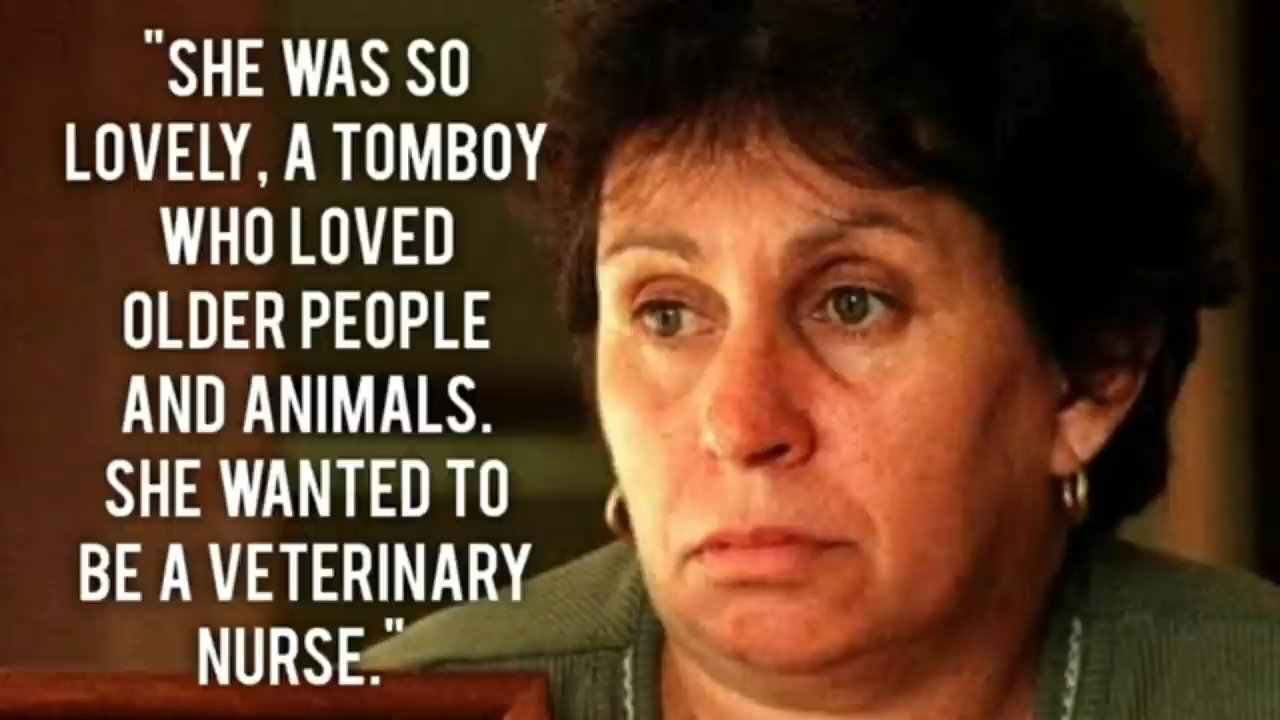 "SHE WAS SO
LOVELY, A TOMBOY
WHO LOVED
OLDER PEOPLE
AND ANIMALS.
SHE WANTED TO
BE A VETERINARY
NURSE."